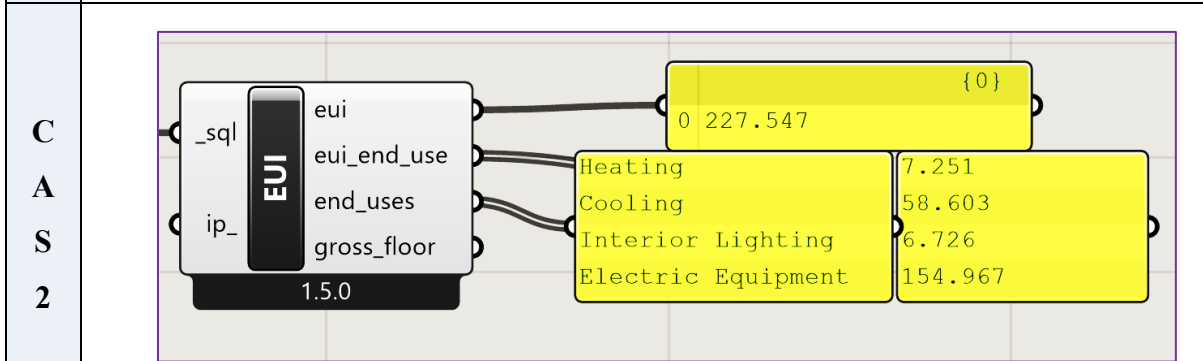 C
A
S
2
_sql
ip_
EUI
eui
eui_end_use
end_uses
gross_floor
1.5.0
{0}
0 227.547
Heating 7.251
Cooling 58.603
Interior Lighting 6.726
Electric Equipment 154.967